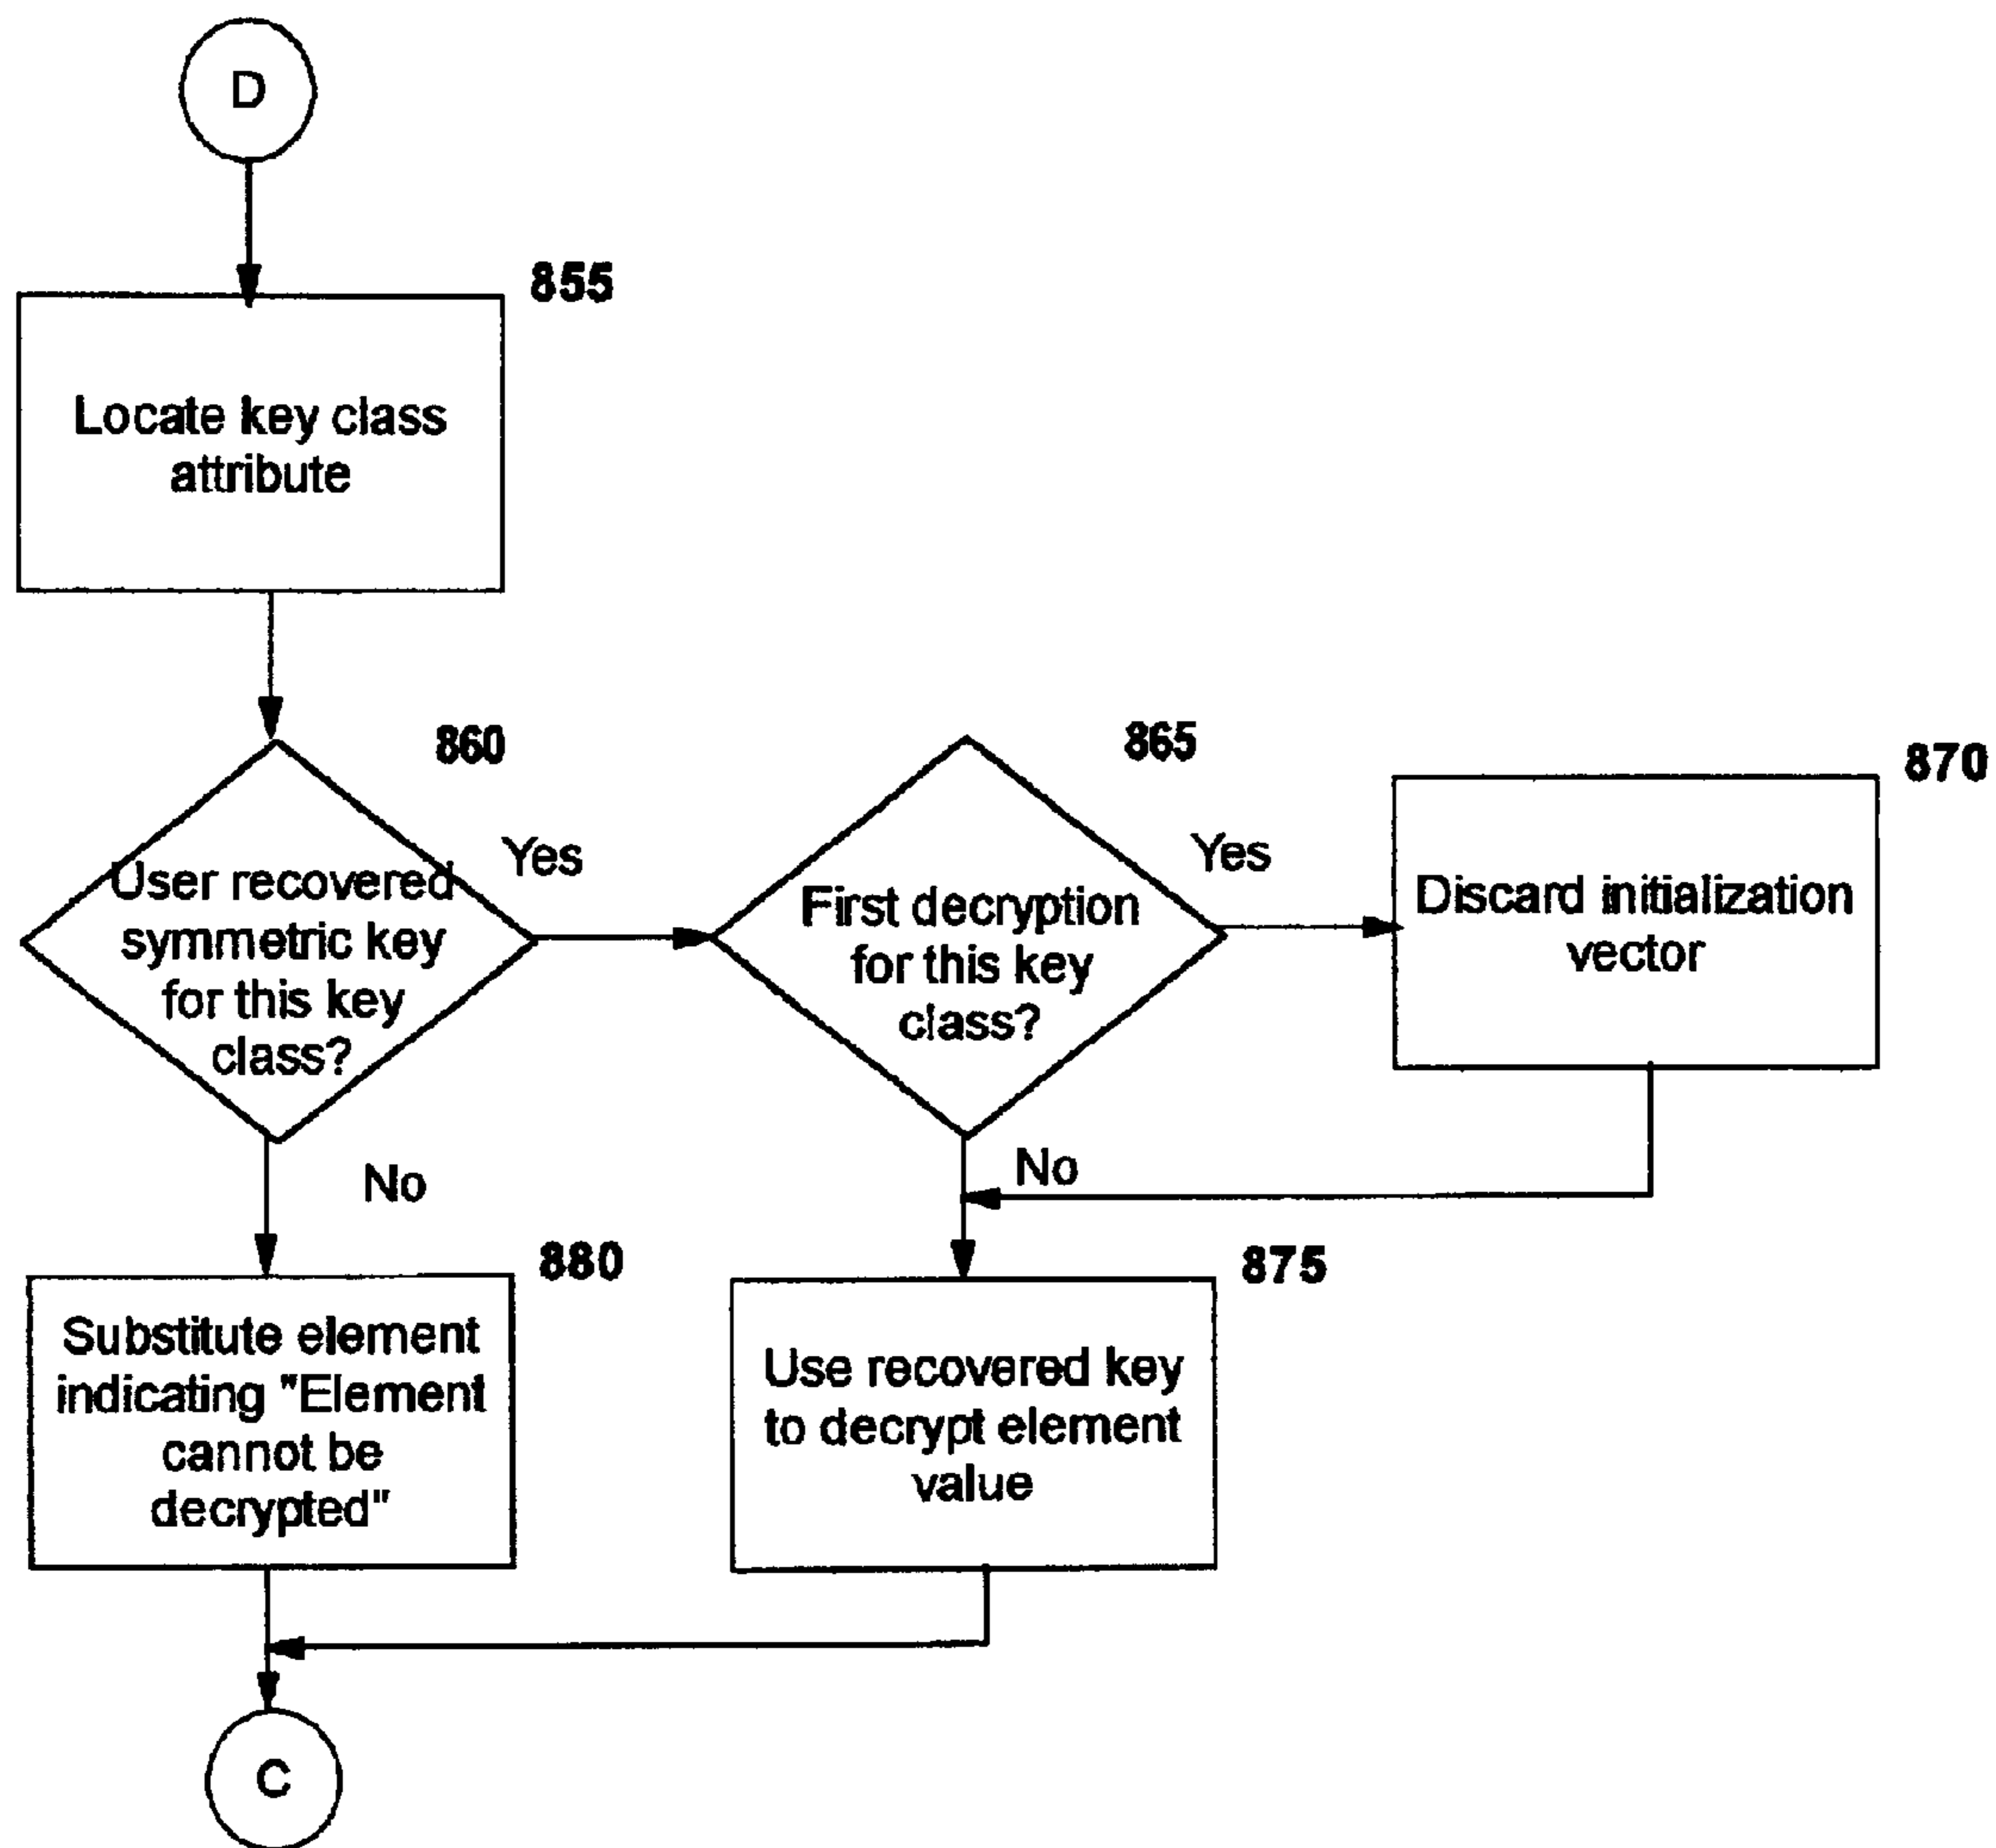 D
855
Locate key class
attribute
860
User recovered
symmetric key
for this key
class?
Yes
865
First decryption
for this key
class?
Yes
870
Discard initialization
vector
No
No
880
Substitute element
indicating "Element
cannot be
decrypted"
875
Use recovered key
to decrypt element
value
C